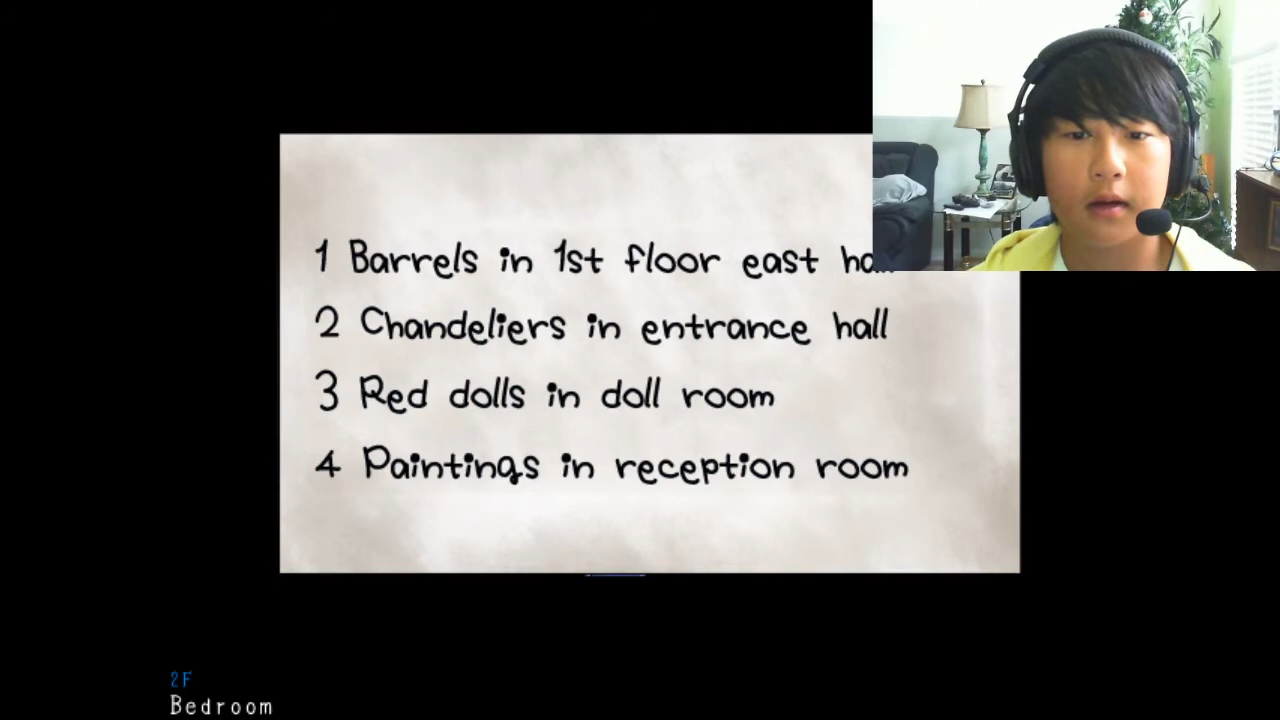 1 Barrels in 1st floor east
2 Chandeliers in entrance hall
3 Red dolls in doll room
4 Paintings in reception room
2F
Bedroom